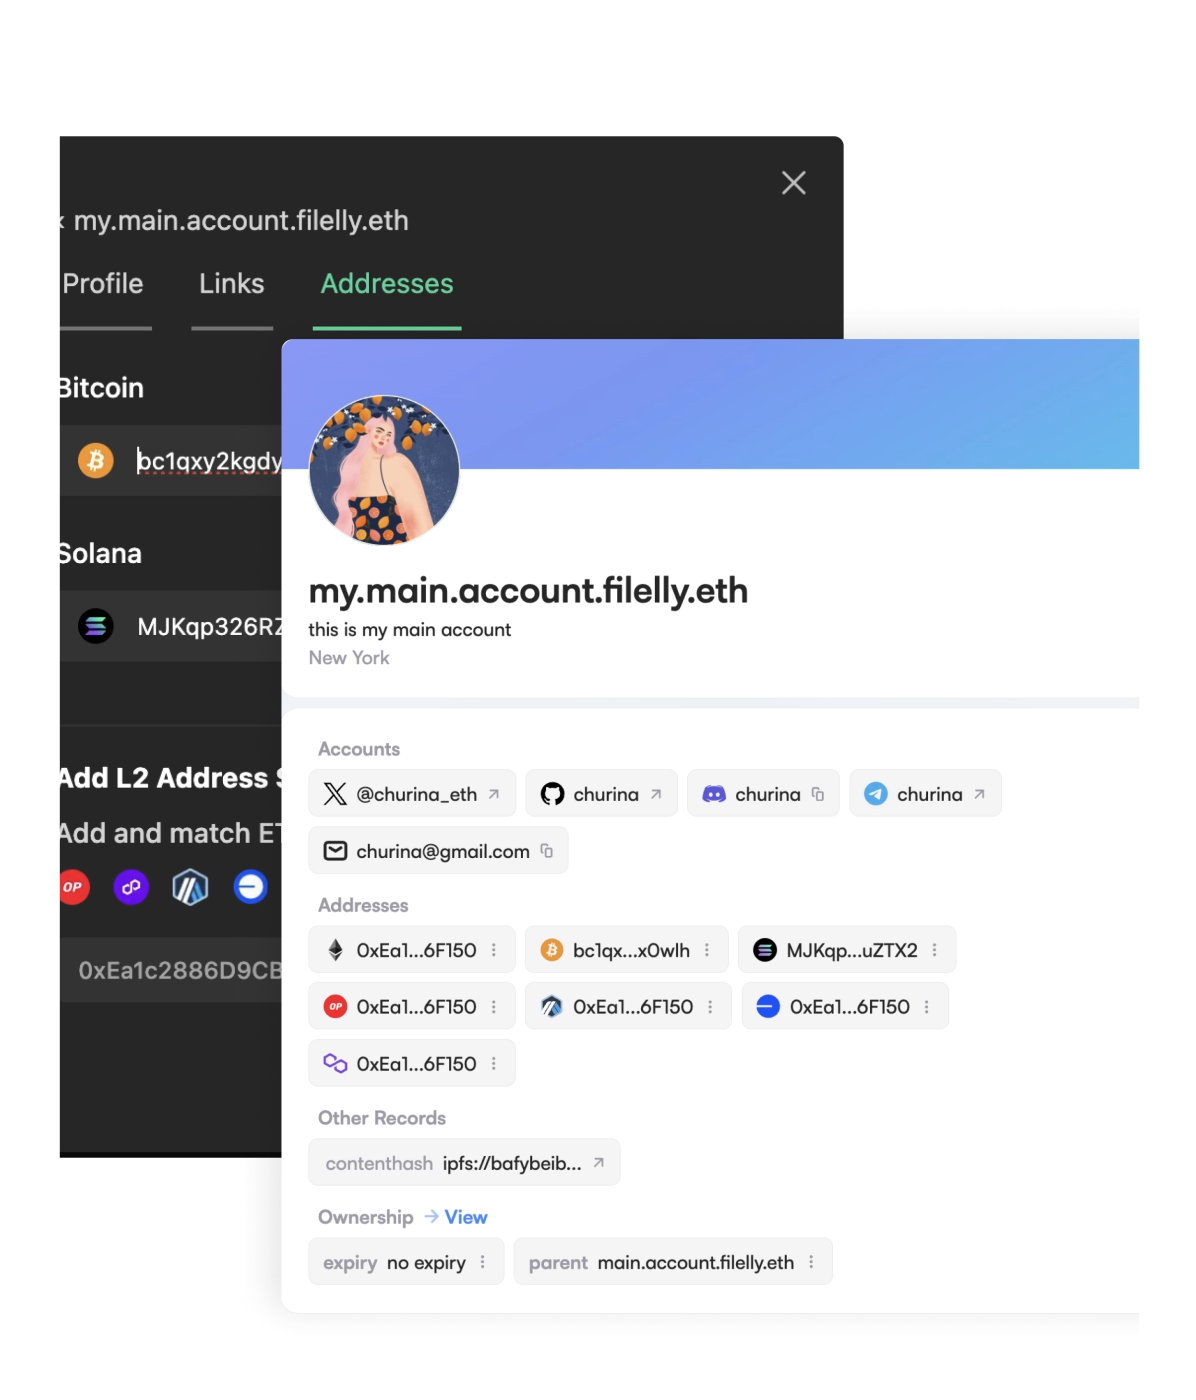 my.main.account.filelly.eth
Profile Links Addresses
Bitcoin
bc1qxy2kgdy
Solana
MJKqp326RZ
Add L2 Address
Add and match
OP
0xEa1c2886D9CB
my.main.account.filelly.eth
this is my main account
New York
Accounts
@churina_eth churina churina churina
churina@gmail.com
Addresses
0xEa1...6F150 bc1qx...x0wlh MJKqp...uZTX2
OP 0xEa1...6F150 0xEa1...6F150 0xEa1...6F150
0xEa1...6F150
Other Records
contenthash ipfs://bafybeib...
Ownership → View
expiry no expiry parent main.account.filelly.eth